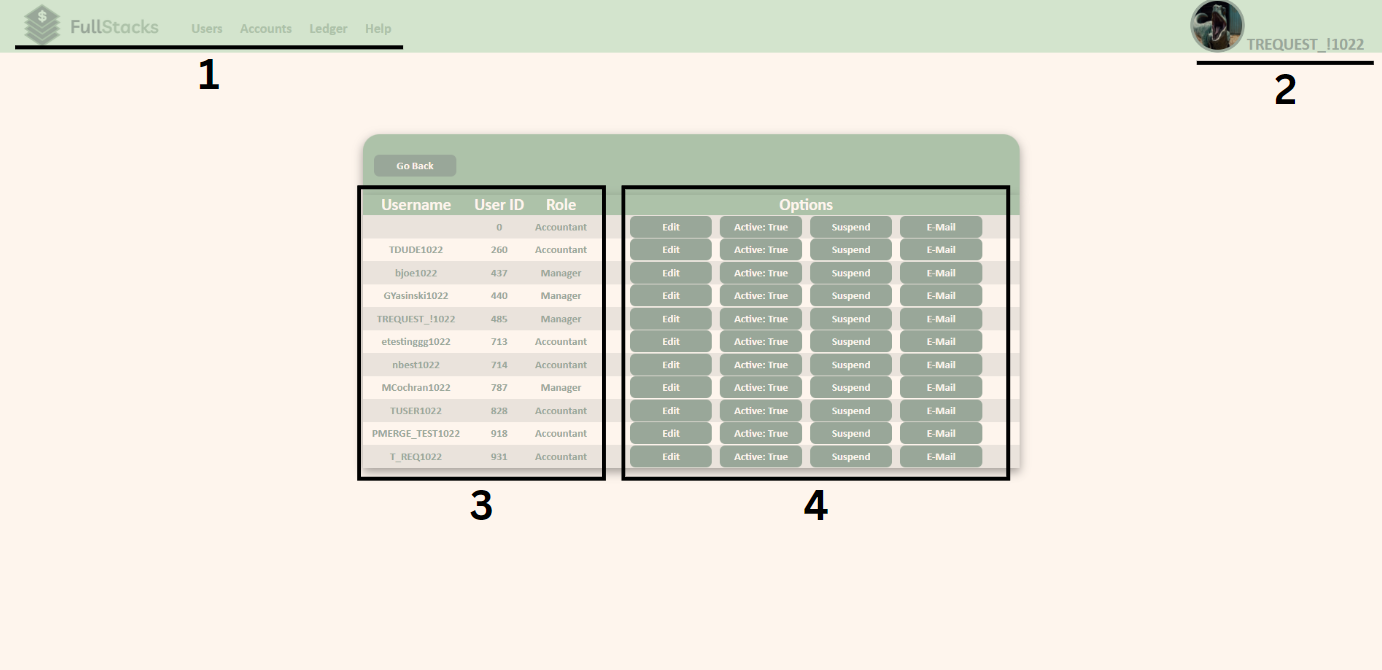 $ FullStacks Users Accounts Ledger Help TREQUEST_!1022
1 2
Go Back
Username User ID Role Options
0 Accountant Edit Active: True Suspend E-Mail
TDUDE1022 260 Accountant Edit Active: True Suspend E-Mail
bjoe1022 437 Manager Edit Active: True Suspend E-Mail
GYasinski1022 440 Manager Edit Active: True Suspend E-Mail
TREQUEST_!1022 485 Manager Edit Active: True Suspend E-Mail
etestinggg1022 713 Accountant Edit Active: True Suspend E-Mail
nbest1022 714 Accountant Edit Active: True Suspend E-Mail
MCochran1022 787 Manager Edit Active: True Suspend E-Mail
TUSER1022 828 Accountant Edit Active: True Suspend E-Mail
PMERGE_TEST1022 918 Accountant Edit Active: True Suspend E-Mail
T_REQ1022 931 Accountant Edit Active: True Suspend E-Mail
3 4